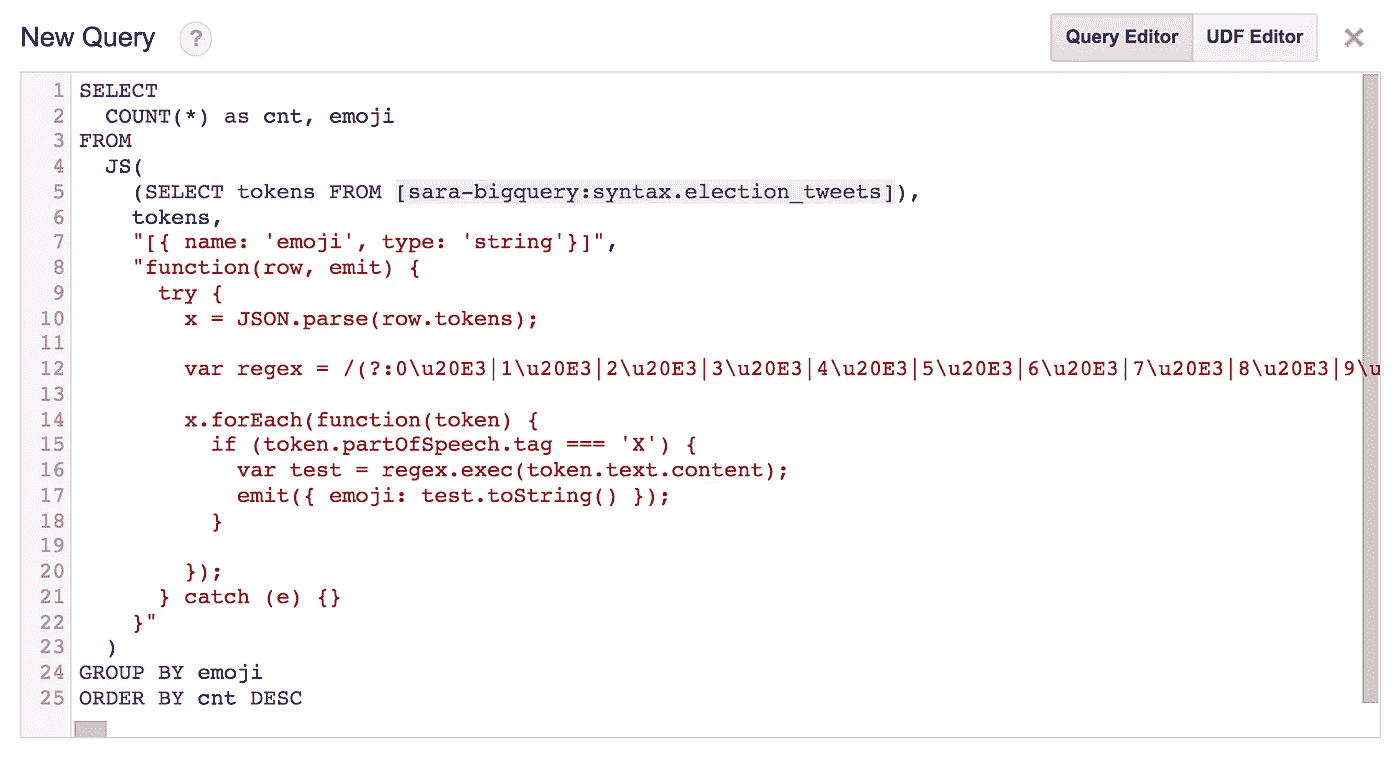 New Query ? Query Editor UDF Editor ×
1 SELECT
2   COUNT(*) as cnt, emoji
3 FROM
4   JS(
5     (SELECT tokens FROM [sara-bigquery:syntax.election_tweets]),
6     tokens,
7     "[{ name: 'emoji', type: 'string'}]",
8     "function(row, emit) {
9       try {
10         x = JSON.parse(row.tokens);
11
12         var regex = /(?:0\u20E3|1\u20E3|2\u20E3|3\u20E3|4\u20E3|5\u20E3|6\u20E3|7\u20E3|8\u20E3|9\u
13
14         x.forEach(function(token) {
15           if (token.partOfSpeech.tag === 'X') {
16             var test = regex.exec(token.text.content);
17             emit({ emoji: test.toString() });
18           }
19
20         });
21       } catch (e) {}
22     }"
23   )
24 GROUP BY emoji
25 ORDER BY cnt DESC